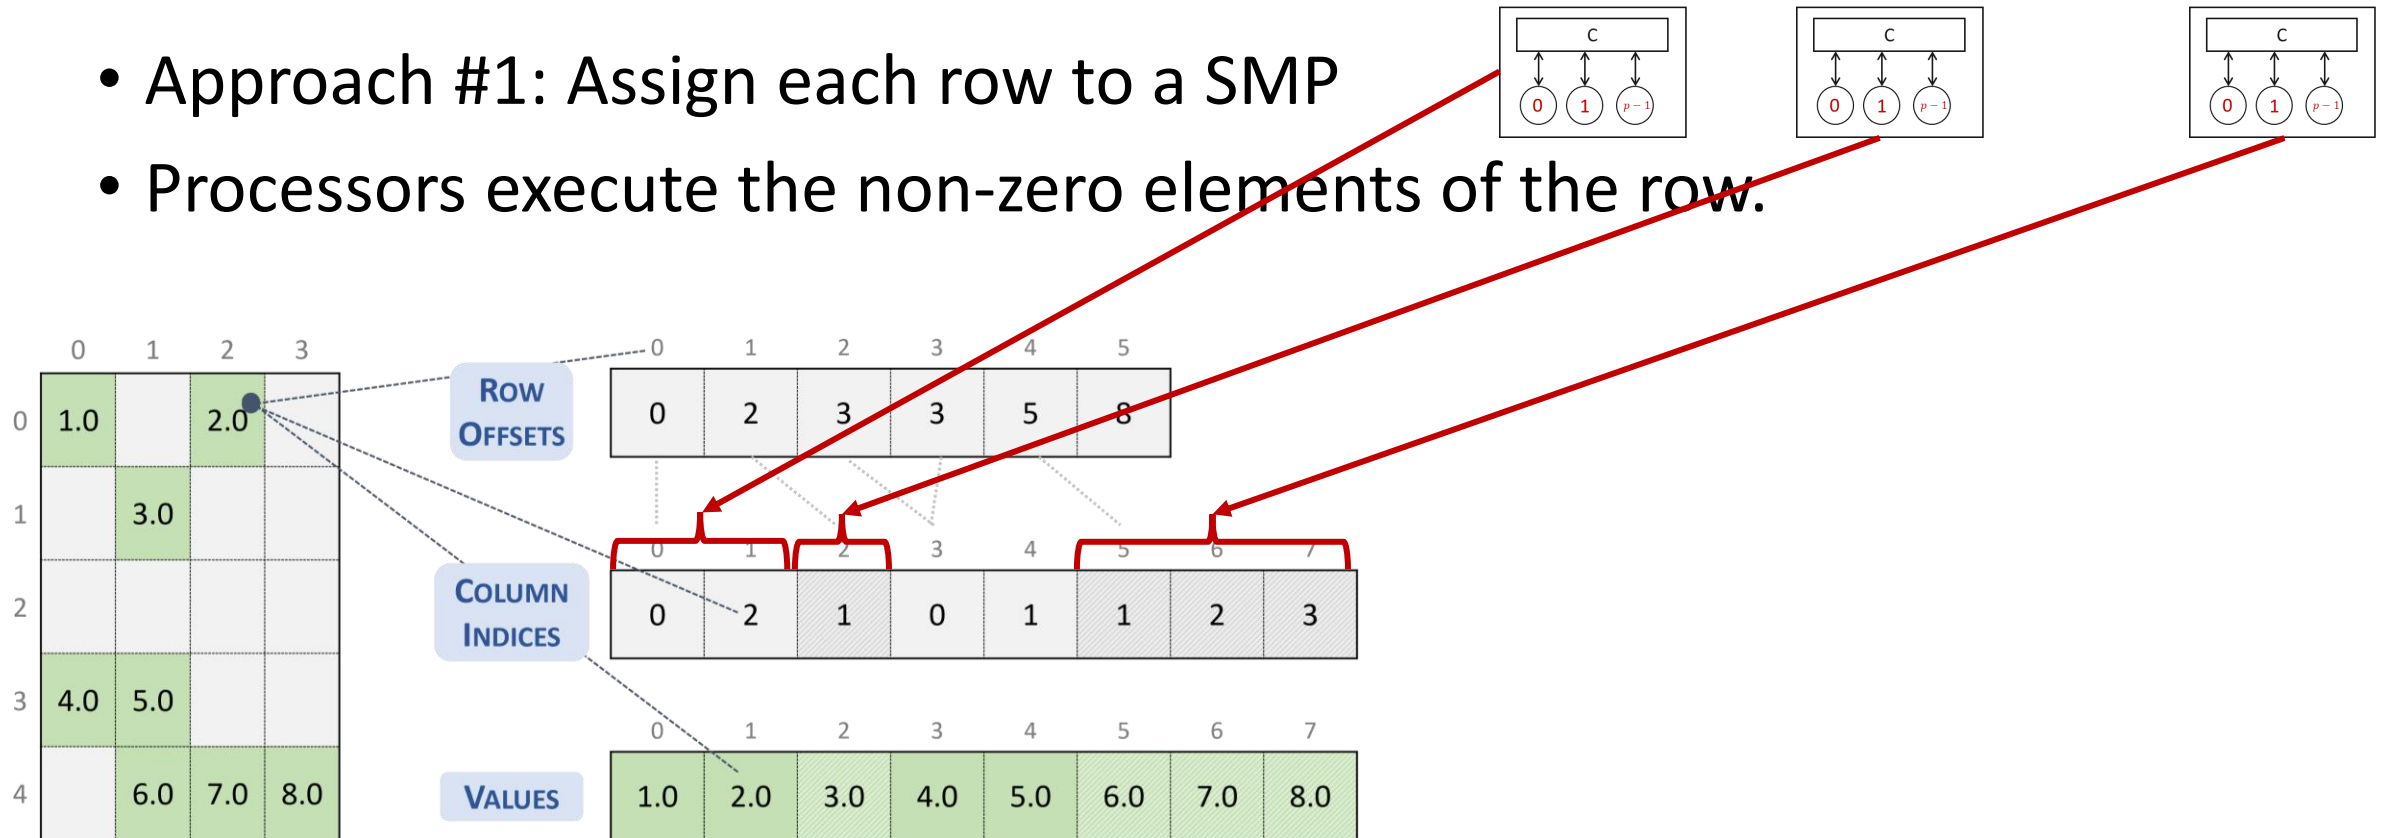 • Approach #1: Assign each row to a SMP
• Processors execute the non-zero elements of the row.
C
0 1 p − 1
C
0 1 p − 1
C
0 1 p − 1
0 1 2 3
0 1.0 2.0
1 3.0
2
3 4.0 5.0
4 6.0 7.0 8.0
ROW
OFFSETS
0 1 2 3 4 5
0 2 3 3 5 8
COLUMN
INDICES
0 1 2 3 4 5 6 7
0 2 1 0 1 1 2 3
VALUES
0 1 2 3 4 5 6 7
1.0 2.0 3.0 4.0 5.0 6.0 7.0 8.0